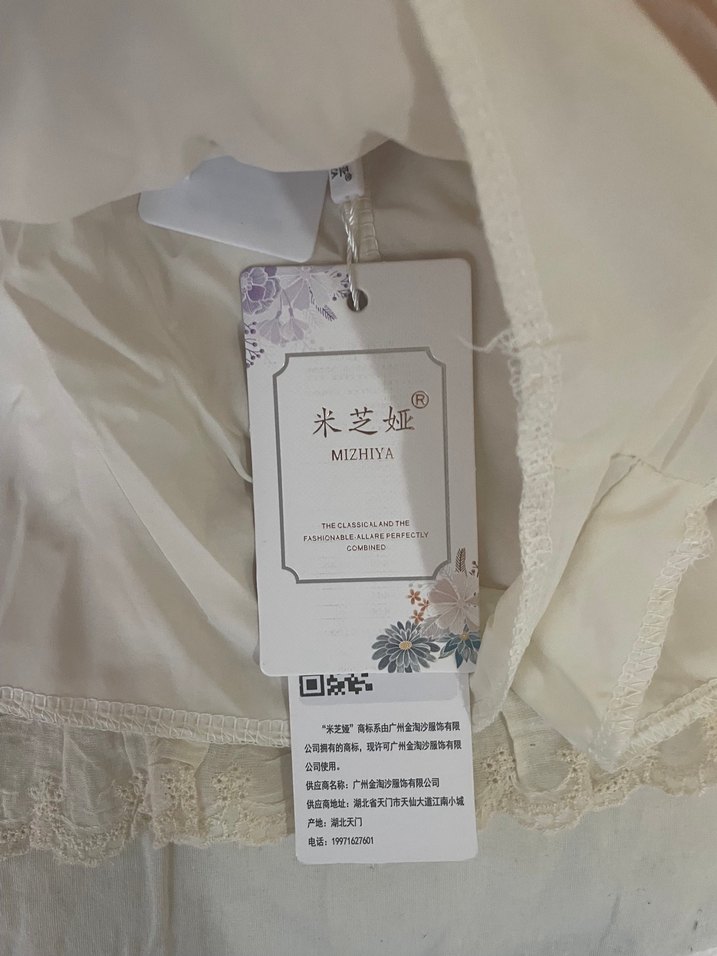 米芝娅®
MIZHIYA
THE CLASSICAL AND THE
FASHIONABLE-ALLARE PERFECTLY
COMBINED
“米芝娅”商标系由广州金淘沙服饰有限
公司拥有的商标，现许可广州金淘沙服饰有限
公司使用。
供应商名称：广州金淘沙服饰有限公司
供应商地址：湖北省天门市天仙大道江南小城
产地：湖北天门
电话：19971627601